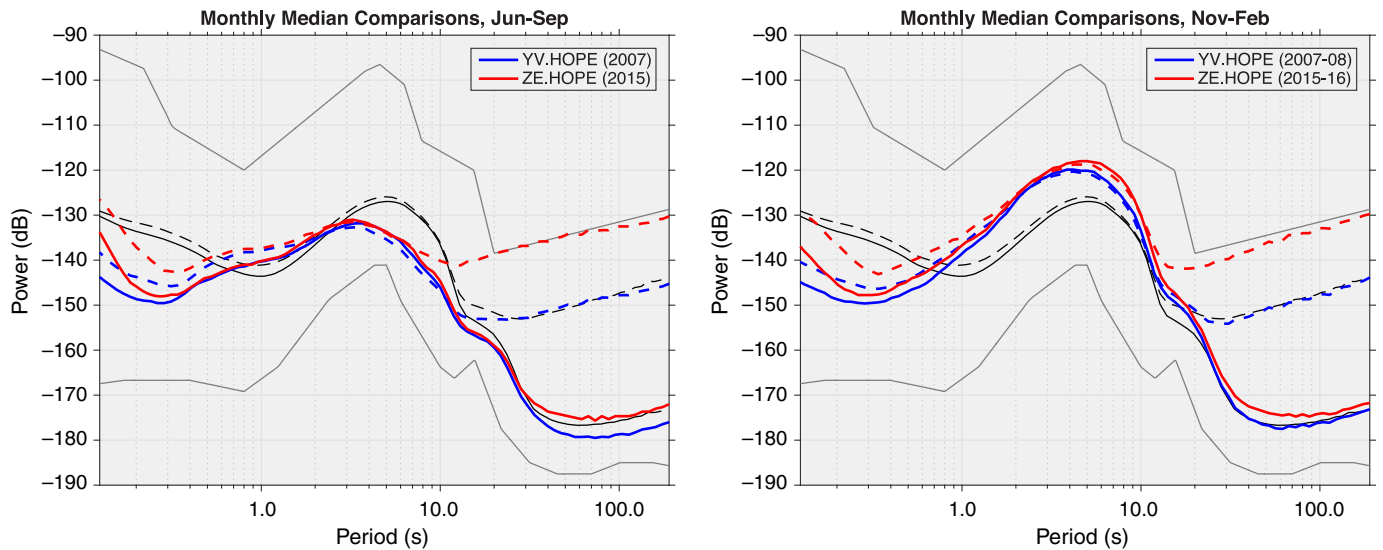 Monthly Median Comparisons, Jun-Sep
YV.HOPE (2007)
ZE.HOPE (2015)
−90
−100
−110
−120
−130
−140
−150
−160
−170
−180
−190
Power (dB)
1.0
10.0
100.0
Period (s)
Monthly Median Comparisons, Nov-Feb
YV.HOPE (2007-08)
ZE.HOPE (2015-16)
−90
−100
−110
−120
−130
−140
−150
−160
−170
−180
−190
Power (dB)
1.0
10.0
100.0
Period (s)